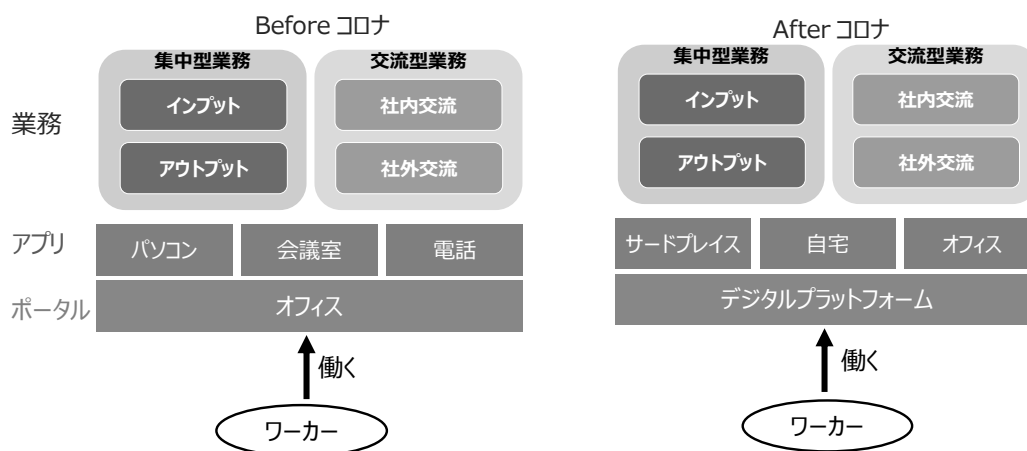 Before コロナ
集中型業務
交流型業務
業務
インプット
社内交流
アウトプット
社外交流
アプリ
パソコン
会議室
電話
ポータル
オフィス
働く
ワーカー
After コロナ
集中型業務
交流型業務
インプット
社内交流
アウトプット
社外交流
サードプレイス
自宅
オフィス
デジタルプラットフォーム
働く
ワーカー